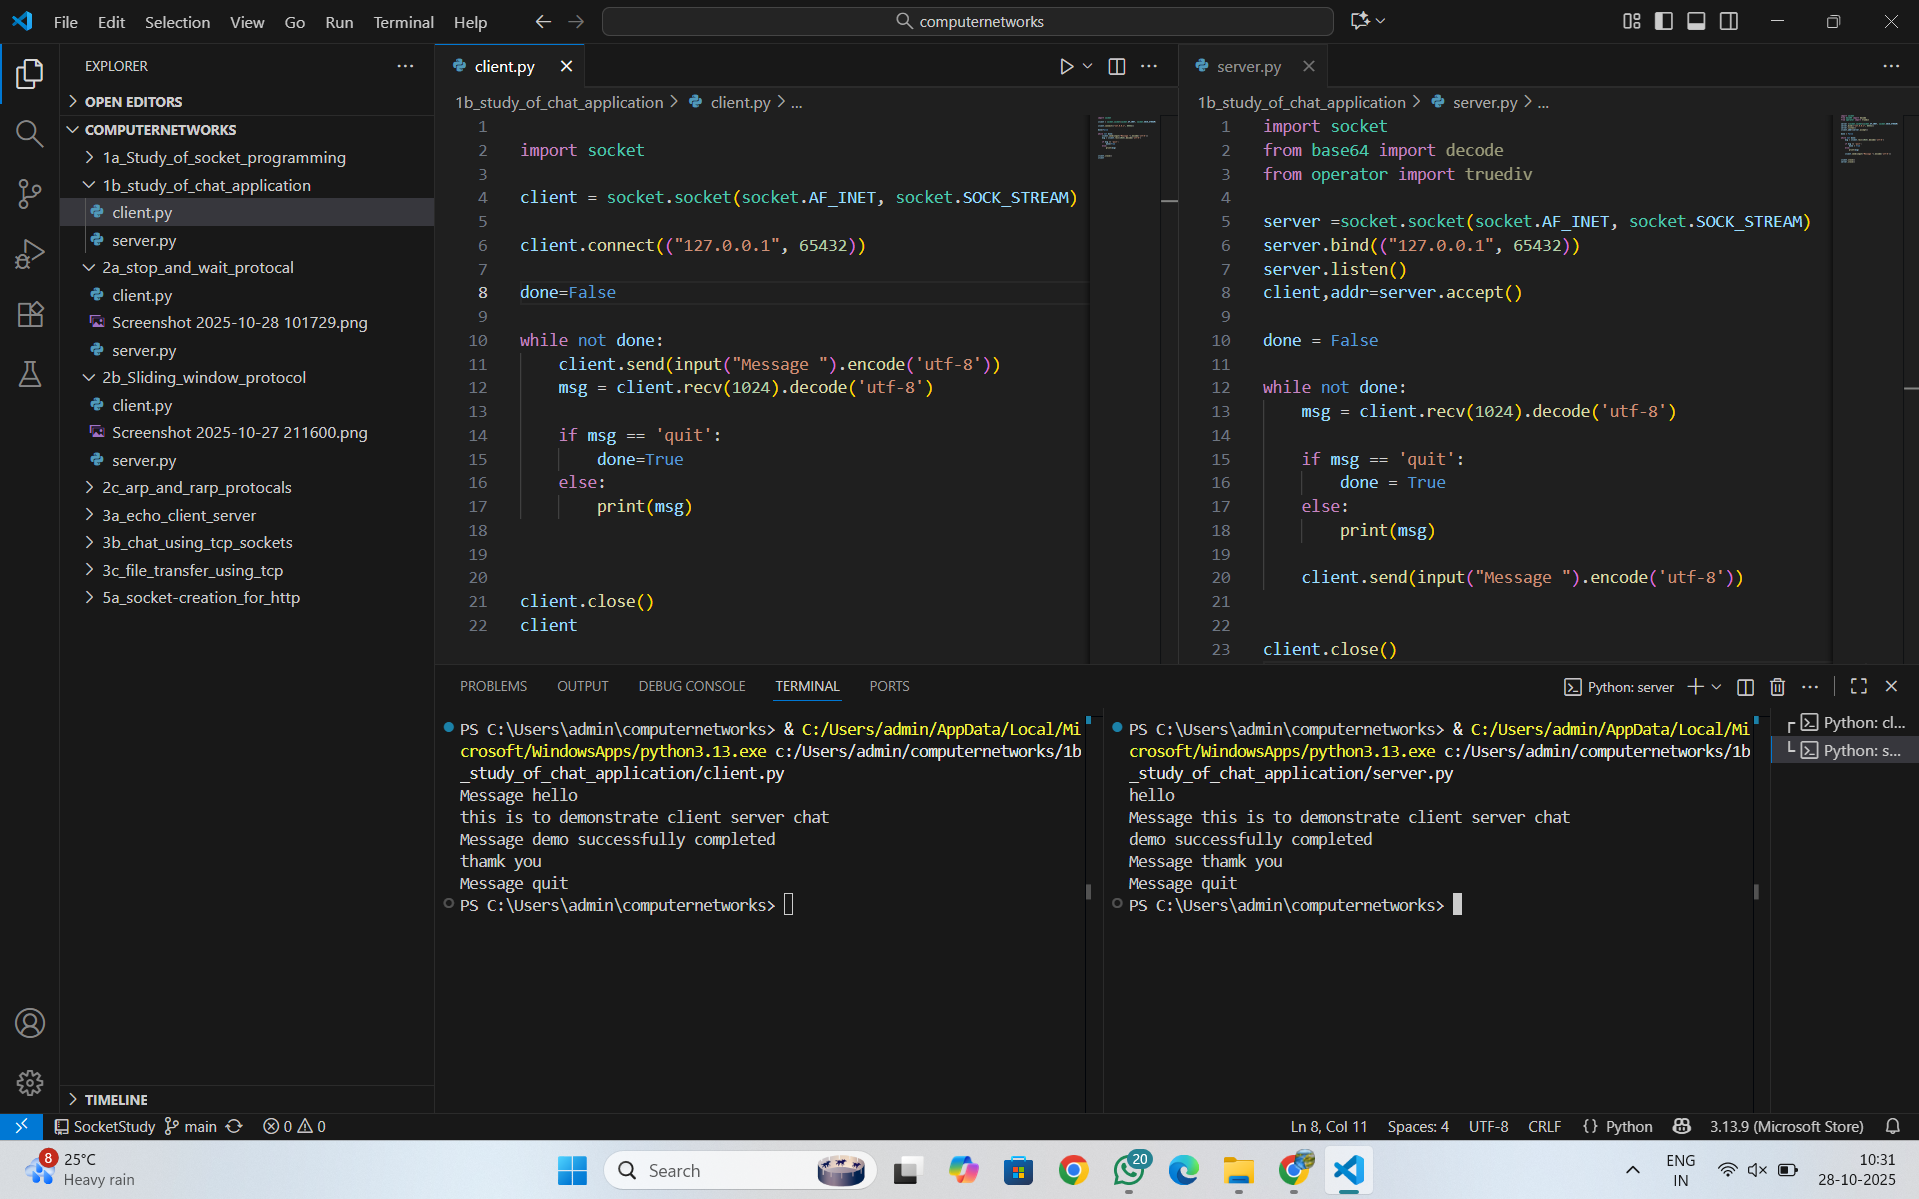 File Edit Selection View Go Run Terminal Help
computernetworks
EXPLORER
OPEN EDITORS
COMPUTERNETWORKS
1a_Study_of_socket_programming
1b_study_of_chat_application
client.py
server.py
2a_stop_and_wait_protocal
client.py
Screenshot 2025-10-28 101729.png
server.py
2b_Sliding_window_protocol
client.py
Screenshot 2025-10-27 211600.png
server.py
2c_arp_and_rarp_protocals
3a_echo_client_server
3b_chat_using_tcp_sockets
3c_file_transfer_using_tcp
5a_socket-creation_for_http
TIMELINE
client.py
1b_study_of_chat_application > client.py > ...
1
2 import socket
3
4 client = socket.socket(socket.AF_INET, socket.SOCK_STREAM)
5
6 client.connect(("127.0.0.1", 65432))
7
8 done=False
9
10 while not done:
11 client.send(input("Message ").encode('utf-8'))
12 msg = client.recv(1024).decode('utf-8')
13
14 if msg == 'quit':
15 done=True
16 else:
17 print(msg)
18
19
20
21 client.close()
22 client
server.py
1b_study_of_chat_application > server.py > ...
1 import socket
2 from base64 import decode
3 from operator import truediv
4
5 server =socket.socket(socket.AF_INET, socket.SOCK_STREAM)
6 server.bind(("127.0.0.1", 65432))
7 server.listen()
8 client,addr=server.accept()
9
10 done = False
11
12 while not done:
13 msg = client.recv(1024).decode('utf-8')
14
15 if msg == 'quit':
16 done = True
17 else:
18 print(msg)
19
20 client.send(input("Message ").encode('utf-8'))
21
22
23 client.close()
PROBLEMS OUTPUT DEBUG CONSOLE TERMINAL PORTS
Python: server
PS C:\Users\admin\computernetworks> & C:/Users/admin/AppData/Local/Mi
crosoft/WindowsApps/python3.13.exe c:/Users/admin/computernetworks/1b
_study_of_chat_application/client.py
Message hello
this is to demonstrate client server chat
Message demo successfully completed
thamk you
Message quit
PS C:\Users\admin\computernetworks>
PS C:\Users\admin\computernetworks> & C:/Users/admin/AppData/Local/Mi
crosoft/WindowsApps/python3.13.exe c:/Users/admin/computernetworks/1b
_study_of_chat_application/server.py
hello
Message this is to demonstrate client server chat
demo successfully completed
Message thamk you
Message quit
PS C:\Users\admin\computernetworks>
Python: cl...
Python: s...
SocketStudy main 0 0
Ln 8, Col 11 Spaces: 4 UTF-8 CRLF {} Python 3.13.9 (Microsoft Store)
8
25°C
Heavy rain
Search
20
ENG
IN
10:31
28-10-2025